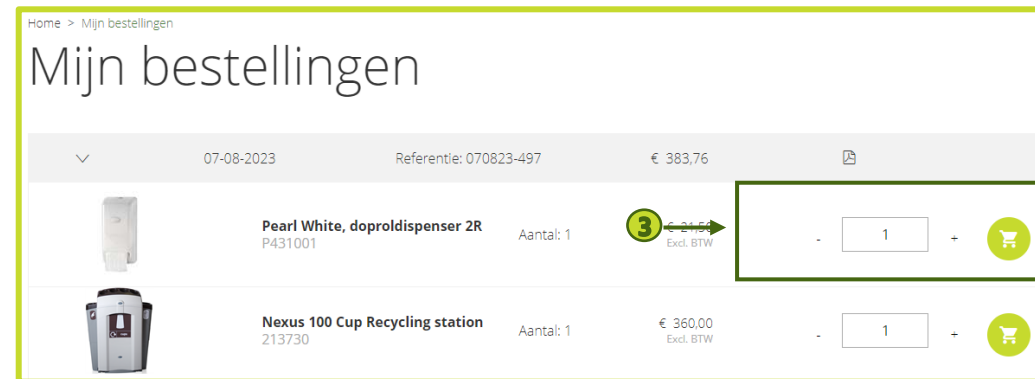 Home > Mijn bestellingen
Mijn bestellingen
07-08-2023 Referentie: 070823-497 € 383,76
Pearl White, doproldispenser 2R
P431001
Aantal: 1
3
Excl. BTW
- 1 +
Nexus 100 Cup Recycling station
213730
Aantal: 1
€ 360,00
Excl. BTW
- 1 +